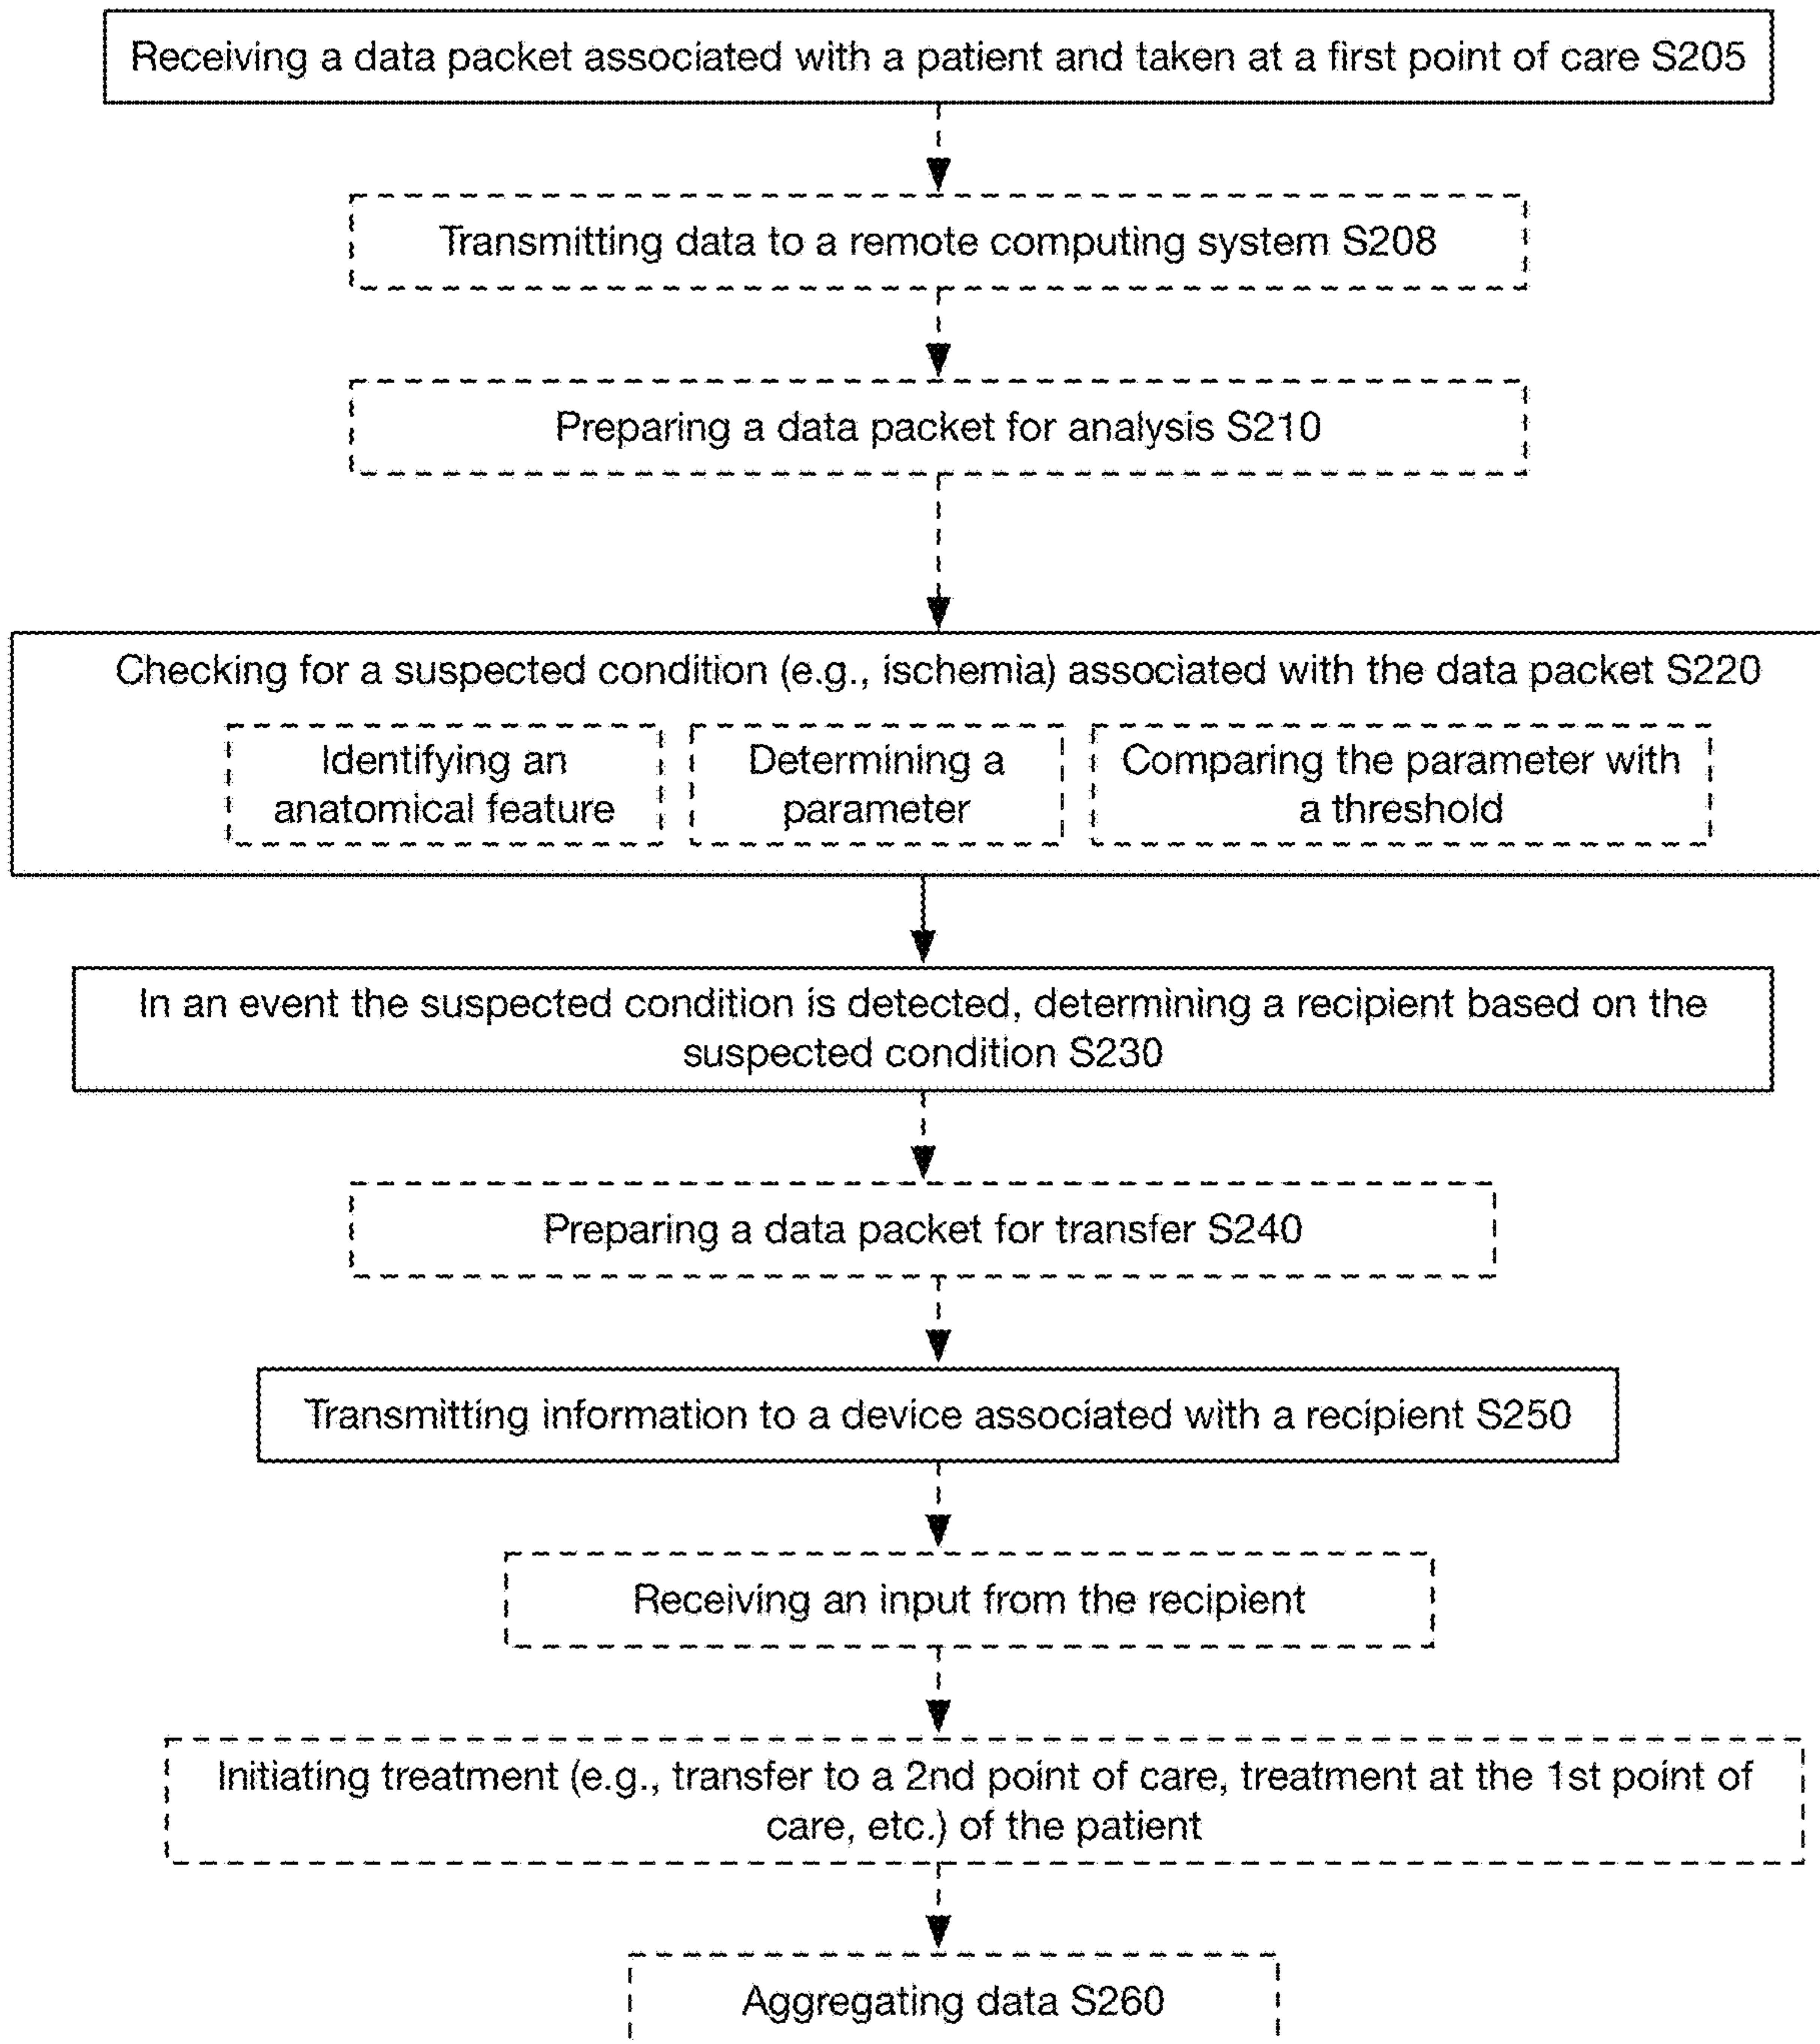 Receiving a data packet associated with a patient and taken at a first point of care S205
Transmitting data to a remote computing system S208
Preparing a data packet for analysis S210
Checking for a suspected condition (e.g., ischemia) associated with the data packet S220
Identifying an
anatomical feature
Determining a
parameter
Comparing the parameter with
a threshold
In an event the suspected condition is detected, determining a recipient based on the
suspected condition S230
Preparing a data packet for transfer S240
Transmitting information to a device associated with a recipient S250
Receiving an input from the recipient
Initiating treatment (e.g., transfer to a 2nd point of care, treatment at the 1st point of
care, etc.) of the patient
Aggregating data S260